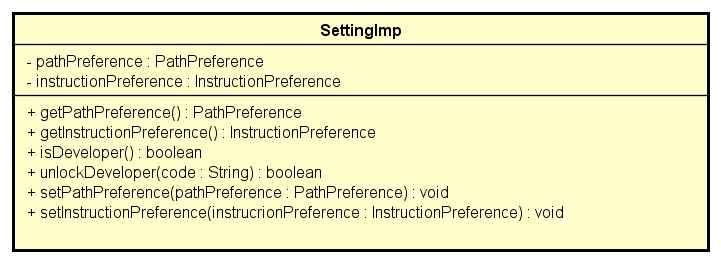 SettingImp
- pathPreference : PathPreference
- instructionPreference : InstructionPreference
+ getPathPreference() : PathPreference
+ getInstructionPreference() : InstructionPreference
+ isDeveloper() : boolean
+ unlockDeveloper(code : String) : boolean
+ setPathPreference(pathPreference : PathPreference) : void
+ setInstructionPreference(instrucrionPreference : InstructionPreference) : void